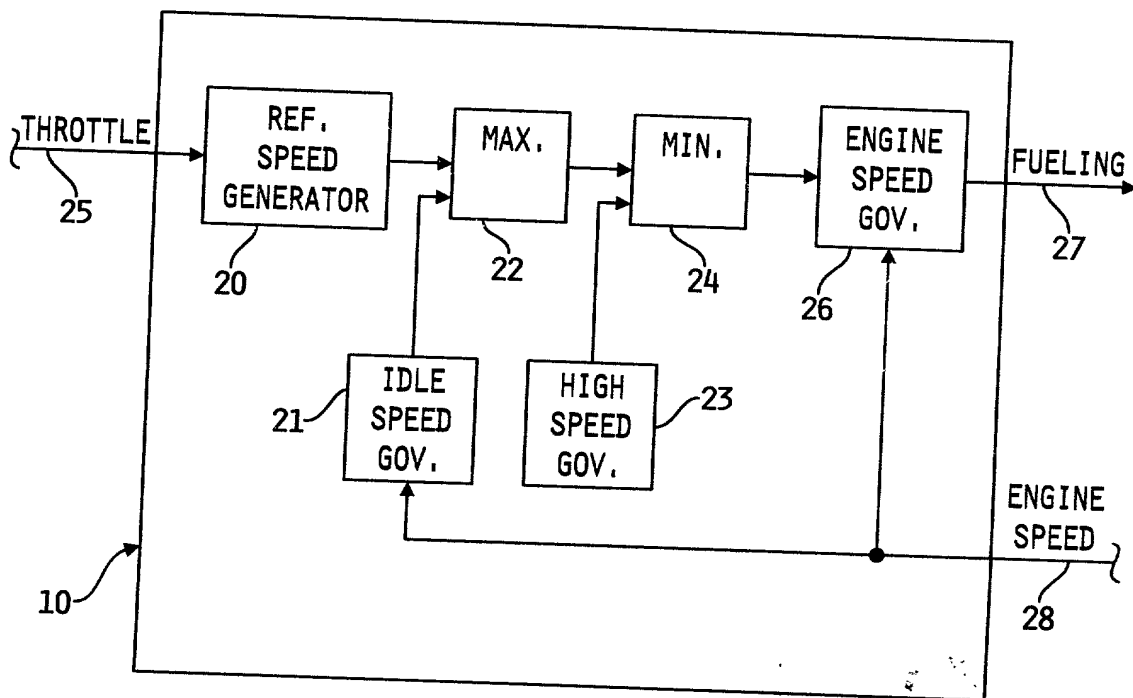 THROTTLE
25
REF.
SPEED
GENERATOR
20
MAX.
22
MIN.
24
ENGINE
SPEED
GOV.
26
FUELING
27
IDLE
SPEED
GOV.
21
HIGH
SPEED
GOV.
23
ENGINE
SPEED
28
10